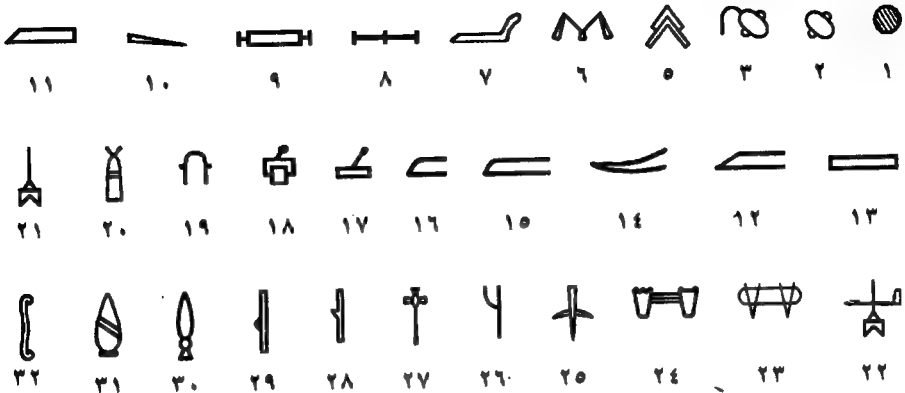 ١ ٢ ٣ ٥ ٦ ٧ ٨ ٩ ١٠ ١١
١٣ ١٢ ١٤ ١٥ ١٦ ١٧ ١٨ ١٩ ٢٠ ٢١
٢٢ ٢٣ ٢٤ ٢٥ ٢٦ ٢٧ ٢٨ ٢٩ ٣٠ ٣١ ٣٢